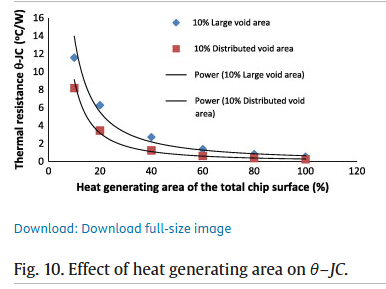 Thermal resistance θ-JC (°C/W)
16
14
12
10
8
6
4
2
0
0 20 40 60 80 100 120
Heat generating area of the total chip surface (%)
10% Large void area
10% Distributed void area
Power (10% Large void area)
Power (10% Distributed void
area)
Download: Download full-size image
Fig. 10. Effect of heat generating area on θ–JC.